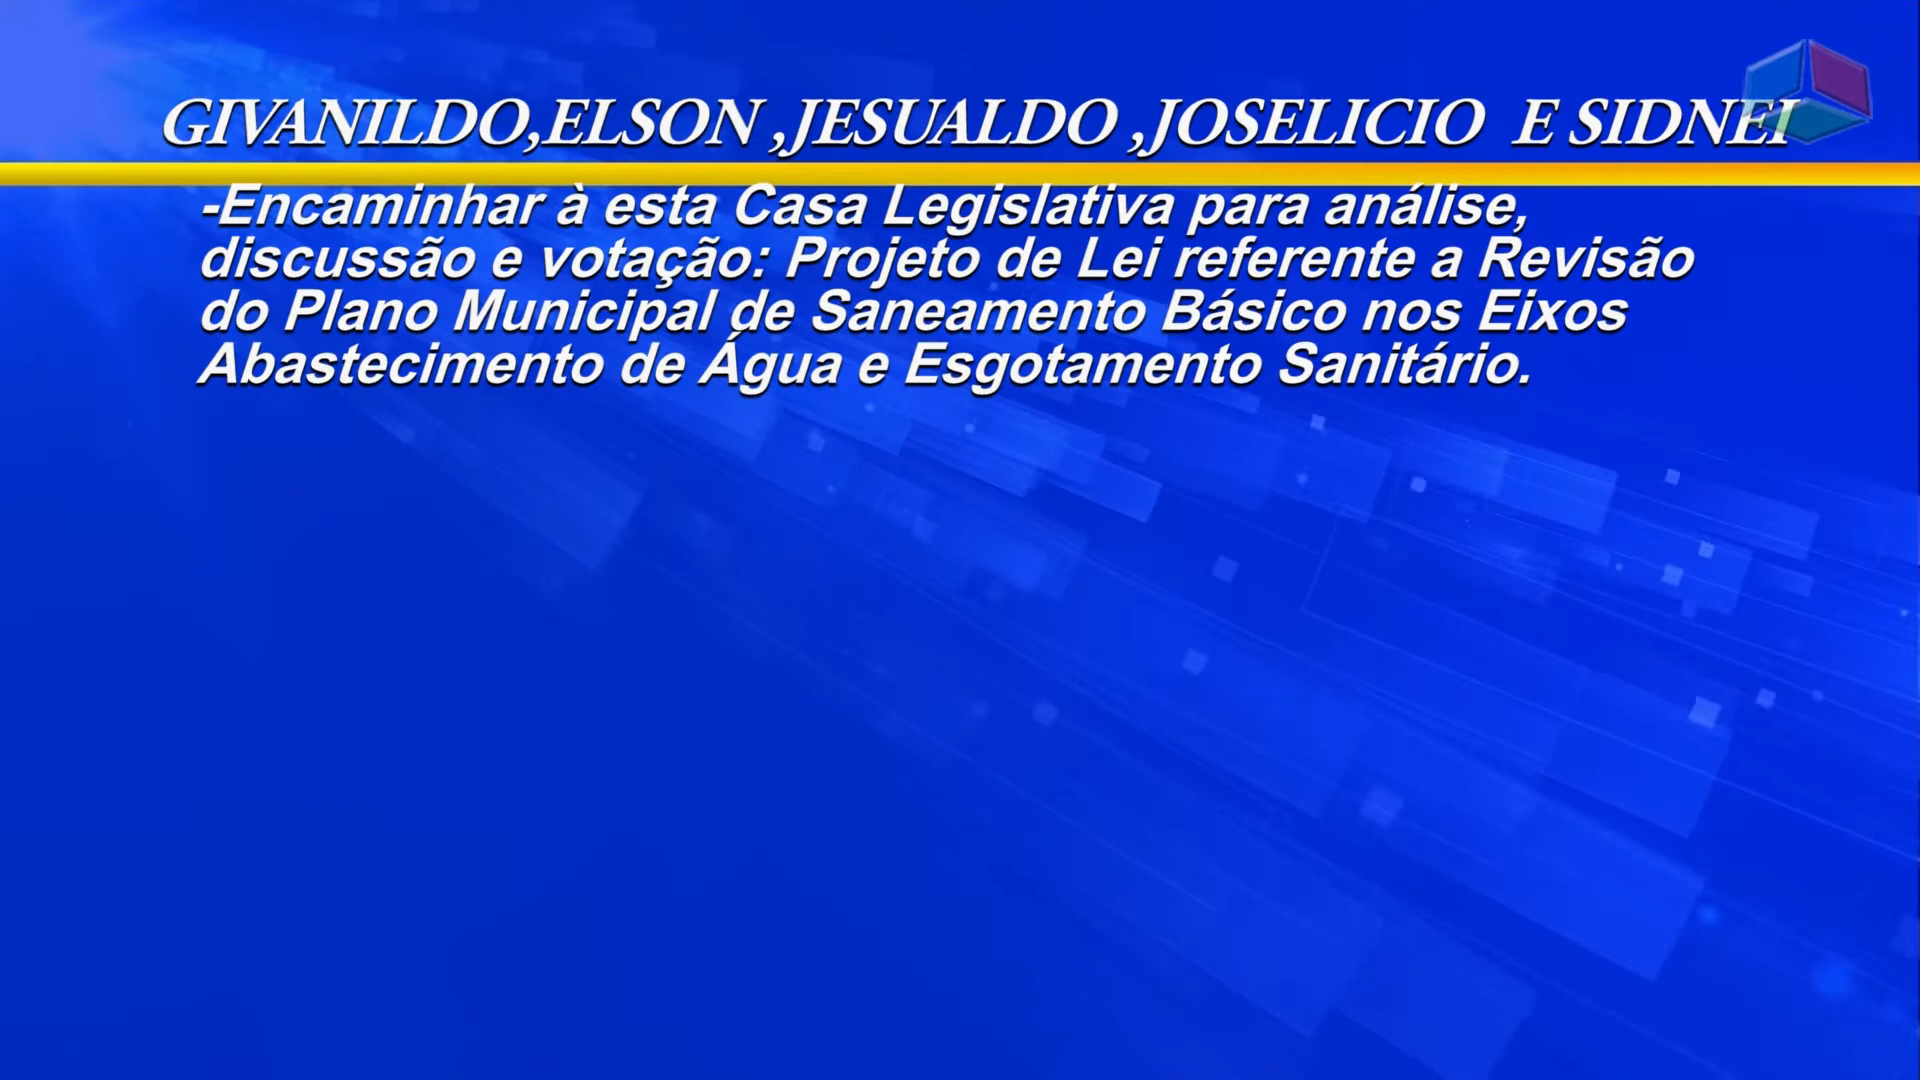 GIVANILDO,ELSON ,JESUALDO ,JOSELICIO E SIDNEI
-Encaminhar à esta Casa Legislativa para análise,
discussão e votação: Projeto de Lei referente a Revisão
do Plano Municipal de Saneamento Básico nos Eixos
Abastecimento de Água e Esgotamento Sanitário.